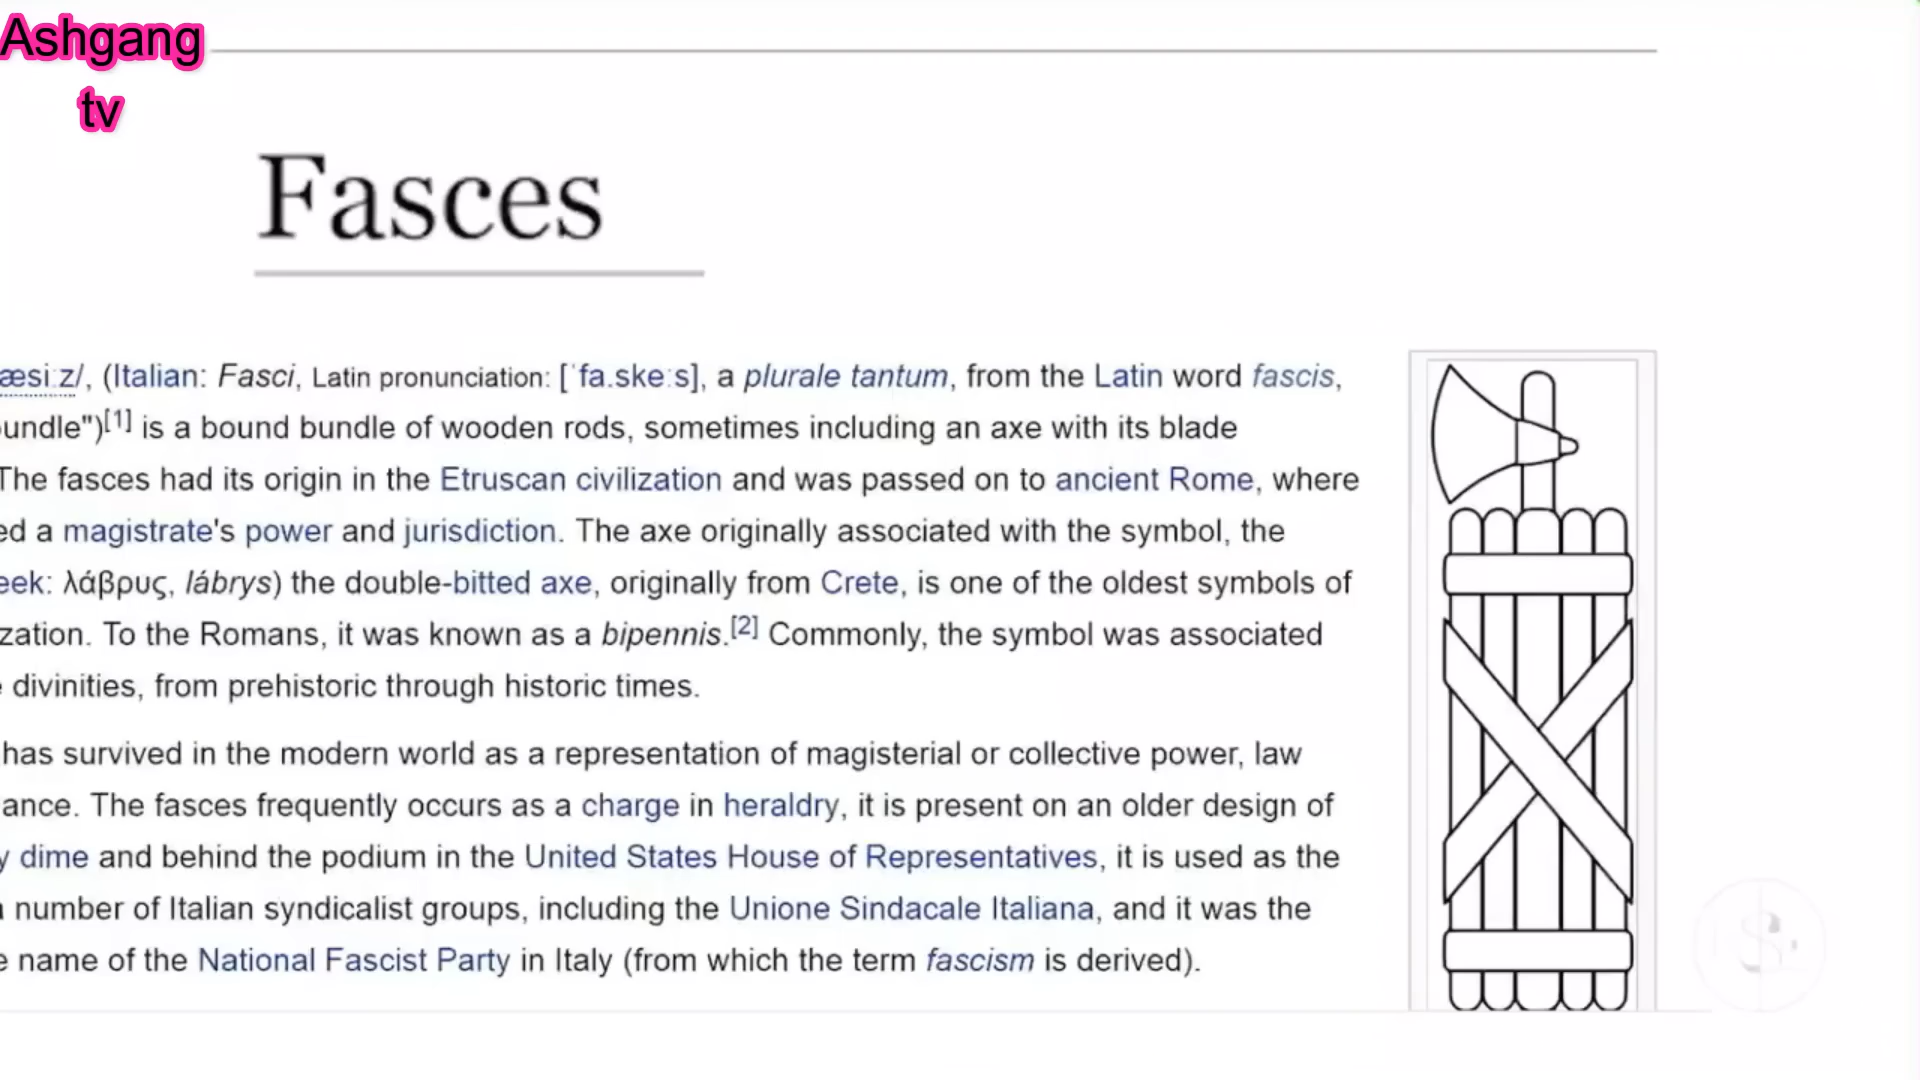 Ashgang
tv
Fasces
æsiːz/, (Italian: Fasci, Latin pronunciation: [ˈfa.skeːs], a plurale tantum, from the Latin word fascis,
undle")[1] is a bound bundle of wooden rods, sometimes including an axe with its blade
The fasces had its origin in the Etruscan civilization and was passed on to ancient Rome, where
ed a magistrate's power and jurisdiction. The axe originally associated with the symbol, the
eek: λάβρυς, lábrys) the double-bitted axe, originally from Crete, is one of the oldest symbols of
zation. To the Romans, it was known as a bipennis.[2] Commonly, the symbol was associated
divinities, from prehistoric through historic times.
has survived in the modern world as a representation of magisterial or collective power, law
ance. The fasces frequently occurs as a charge in heraldry, it is present on an older design of
y dime and behind the podium in the United States House of Representatives, it is used as the
number of Italian syndicalist groups, including the Unione Sindacale Italiana, and it was the
e name of the National Fascist Party in Italy (from which the term fascism is derived).